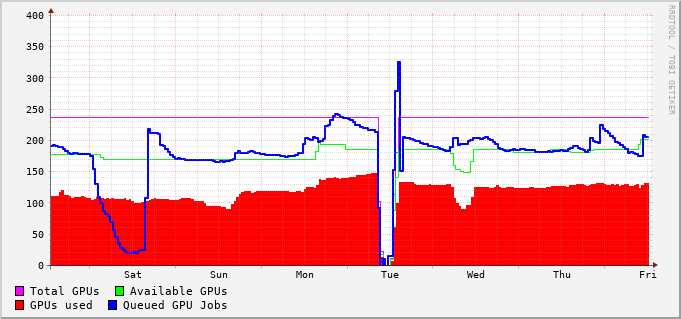 400
350
300
250
200
150
100
50
0
Sat Sun Mon Tue Wed Thu Fri
Total GPUs Available GPUs
GPUs used Queued GPU Jobs
RRDTOOL / TOBI OETIKER